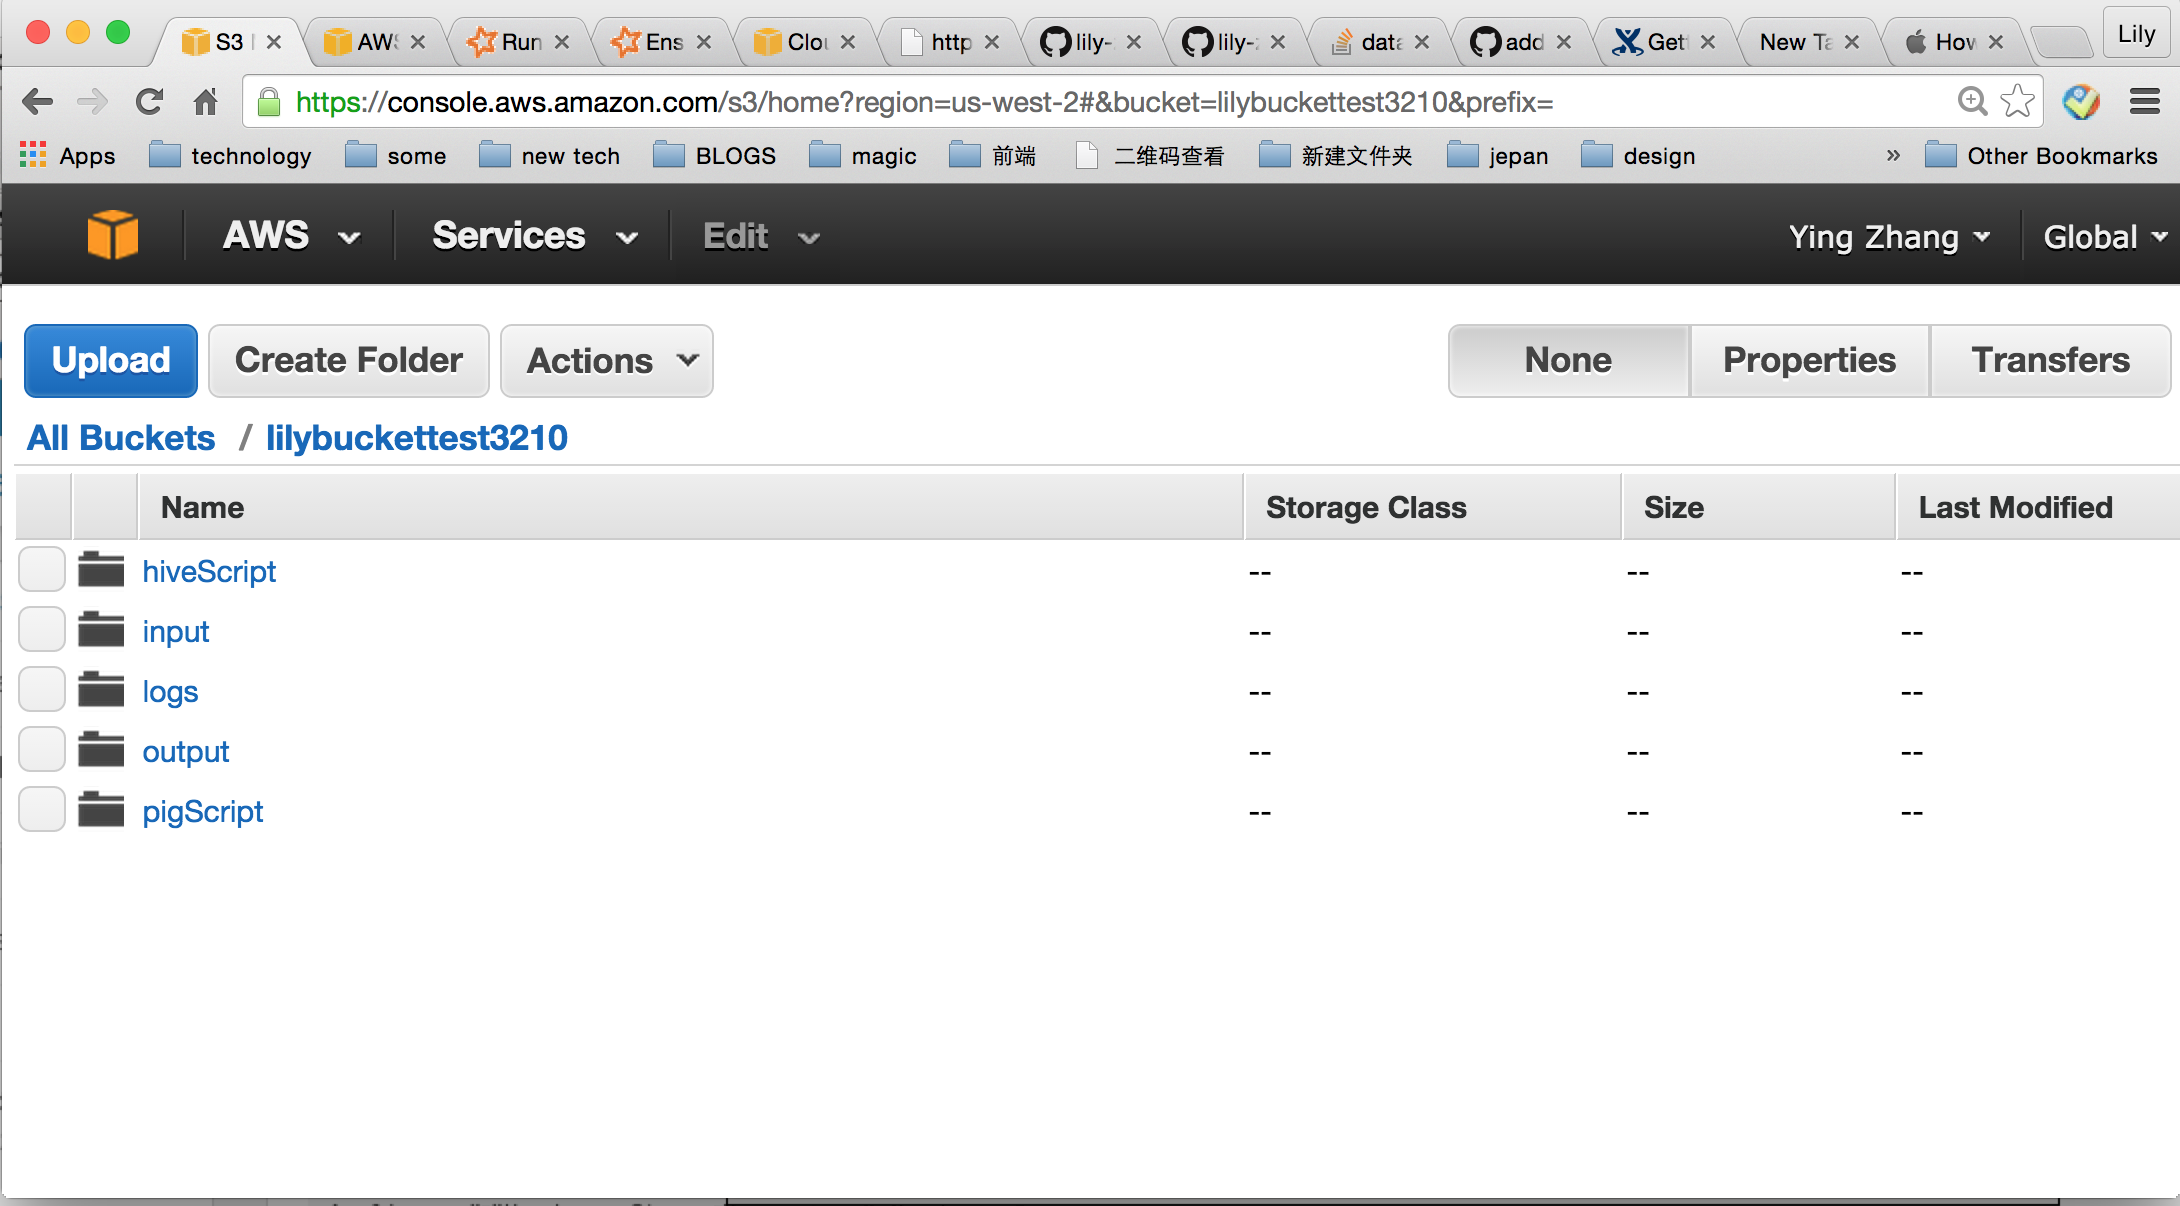 S3 AWS Run Ens Clou http lily- lily- data add Get New Ta How Lily
https://console.aws.amazon.com/s3/home?region=us-west-2#&bucket=lilybuckettest3210&prefix=
Apps technology some new tech BLOGS magic 前端 二维码查看 新建文件夹 jepan design » Other Bookmarks
AWS Services Edit Ying Zhang Global
Upload Create Folder Actions None Properties Transfers
All Buckets / lilybuckettest3210
Name Storage Class Size Last Modified
hiveScript -- -- --
input -- -- --
logs -- -- --
output -- -- --
pigScript -- -- --